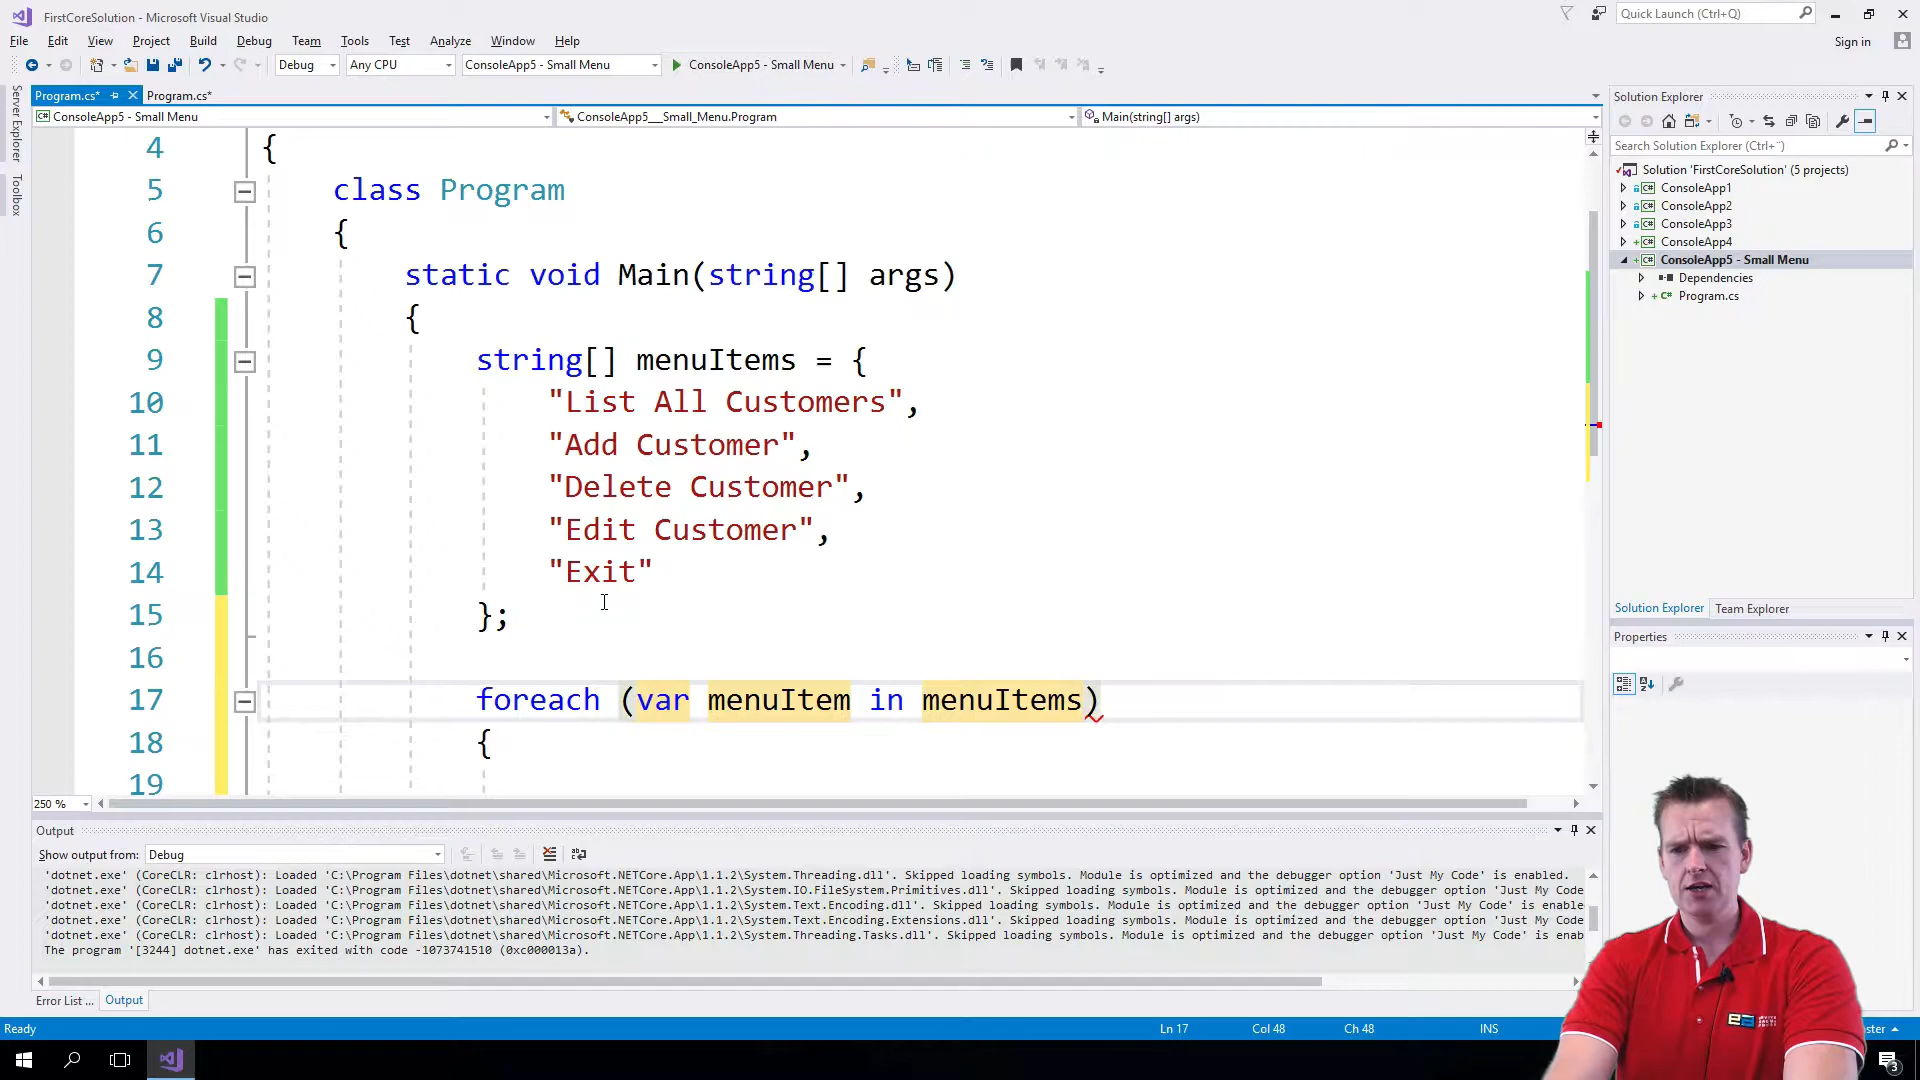 FirstCoreSolution - Microsoft Visual Studio
Quick Launch (Ctrl+Q)
File Edit View Project Build Debug Team Tools Test Analyze Window Help
Sign in
Debug Any CPU ConsoleApp5 - Small Menu ConsoleApp5 - Small Menu
Server Explorer
Toolbox
Program.cs* Program.cs*
ConsoleApp5 - Small Menu ConsoleApp5__Small_Menu.Program Main(string[] args)
4 {
5 class Program
6 {
7 static void Main(string[] args)
8 {
9 string[] menuItems = {
10 "List All Customers",
11 "Add Customer",
12 "Delete Customer",
13 "Edit Customer",
14 "Exit"
15 };
16
17 foreach (var menuItem in menuItems)
18 {
19
250 %
Solution Explorer
Search Solution Explorer (Ctrl+¨)
Solution 'FirstCoreSolution' (5 projects)
C# ConsoleApp1
C# ConsoleApp2
C# ConsoleApp3
C# ConsoleApp4
C# ConsoleApp5 - Small Menu
Dependencies
C# Program.cs
Solution Explorer Team Explorer
Properties
Output
Show output from: Debug
'dotnet.exe' (CoreCLR: clrhost): Loaded 'C:\Program Files\dotnet\shared\Microsoft.NETCore.App\1.1.2\System.Threading.dll'. Skipped loading symbols. Module is optimized and the debugger option 'Just My Code' is enabled.
'dotnet.exe' (CoreCLR: clrhost): Loaded 'C:\Program Files\dotnet\shared\Microsoft.NETCore.App\1.1.2\System.IO.FileSystem.Primitives.dll'. Skipped loading symbols. Module is optimized and the debugger option 'Just My Code
'dotnet.exe' (CoreCLR: clrhost): Loaded 'C:\Program Files\dotnet\shared\Microsoft.NETCore.App\1.1.2\System.Text.Encoding.dll'. Skipped loading symbols. Module is optimized and the debugger option 'Just My Code' is enable
'dotnet.exe' (CoreCLR: clrhost): Loaded 'C:\Program Files\dotnet\shared\Microsoft.NETCore.App\1.1.2\System.Text.Encoding.Extensions.dll'. Skipped loading symbols. Module is optimized and the debugger option 'Just My Code
'dotnet.exe' (CoreCLR: clrhost): Loaded 'C:\Program Files\dotnet\shared\Microsoft.NETCore.App\1.1.2\System.Threading.Tasks.dll'. Skipped loading symbols. Module is optimized and the debugger option 'Just My Code' is enab
The program '[3244] dotnet.exe' has exited with code -1073741510 (0xc000013a).
Error List ... Output
Ready Ln 17 Col 48 Ch 48 INS ster
3